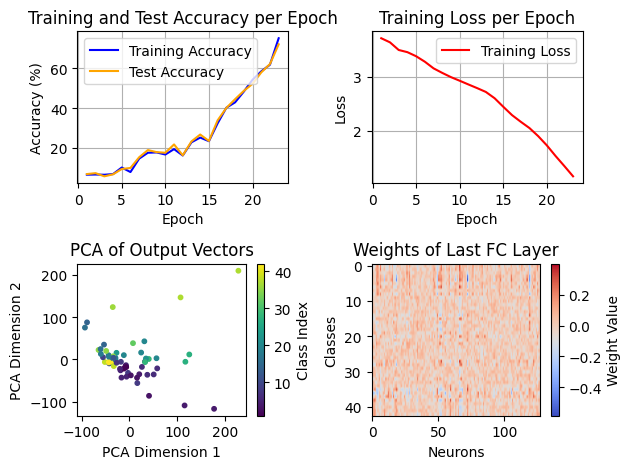 Training and Test Accuracy per Epoch
Training Accuracy
Test Accuracy
Accuracy (%)
60
40
20
0 5 10 15 20
Epoch
Training Loss per Epoch
Training Loss
Loss
3
2
0 10 20
Epoch
PCA of Output Vectors
PCA Dimension 2
200
100
0
−100
−100 0 100 200
PCA Dimension 1
40
30
20
10
Class Index
Weights of Last FC Layer
Classes
0
10
20
30
40
0 100
Neurons
0.2
0.0
−0.2
−0.4
Weight Value